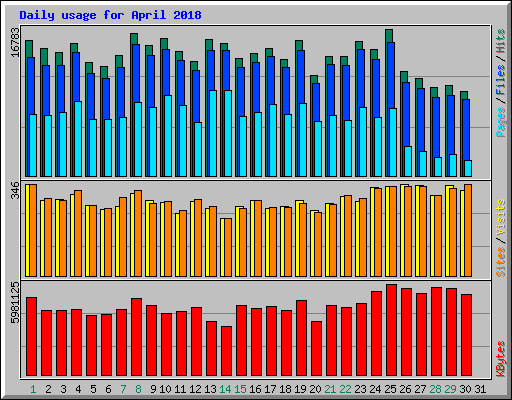 Daily usage for April 2018
16783
Pages / Files / Hits
346
Sites / Visits
5981125
KBytes
1 2 3 4 5 6 7 8 9 10 11 12 13 14 15 16 17 18 19 20 21 22 23 24 25 26 27 28 29 30 31